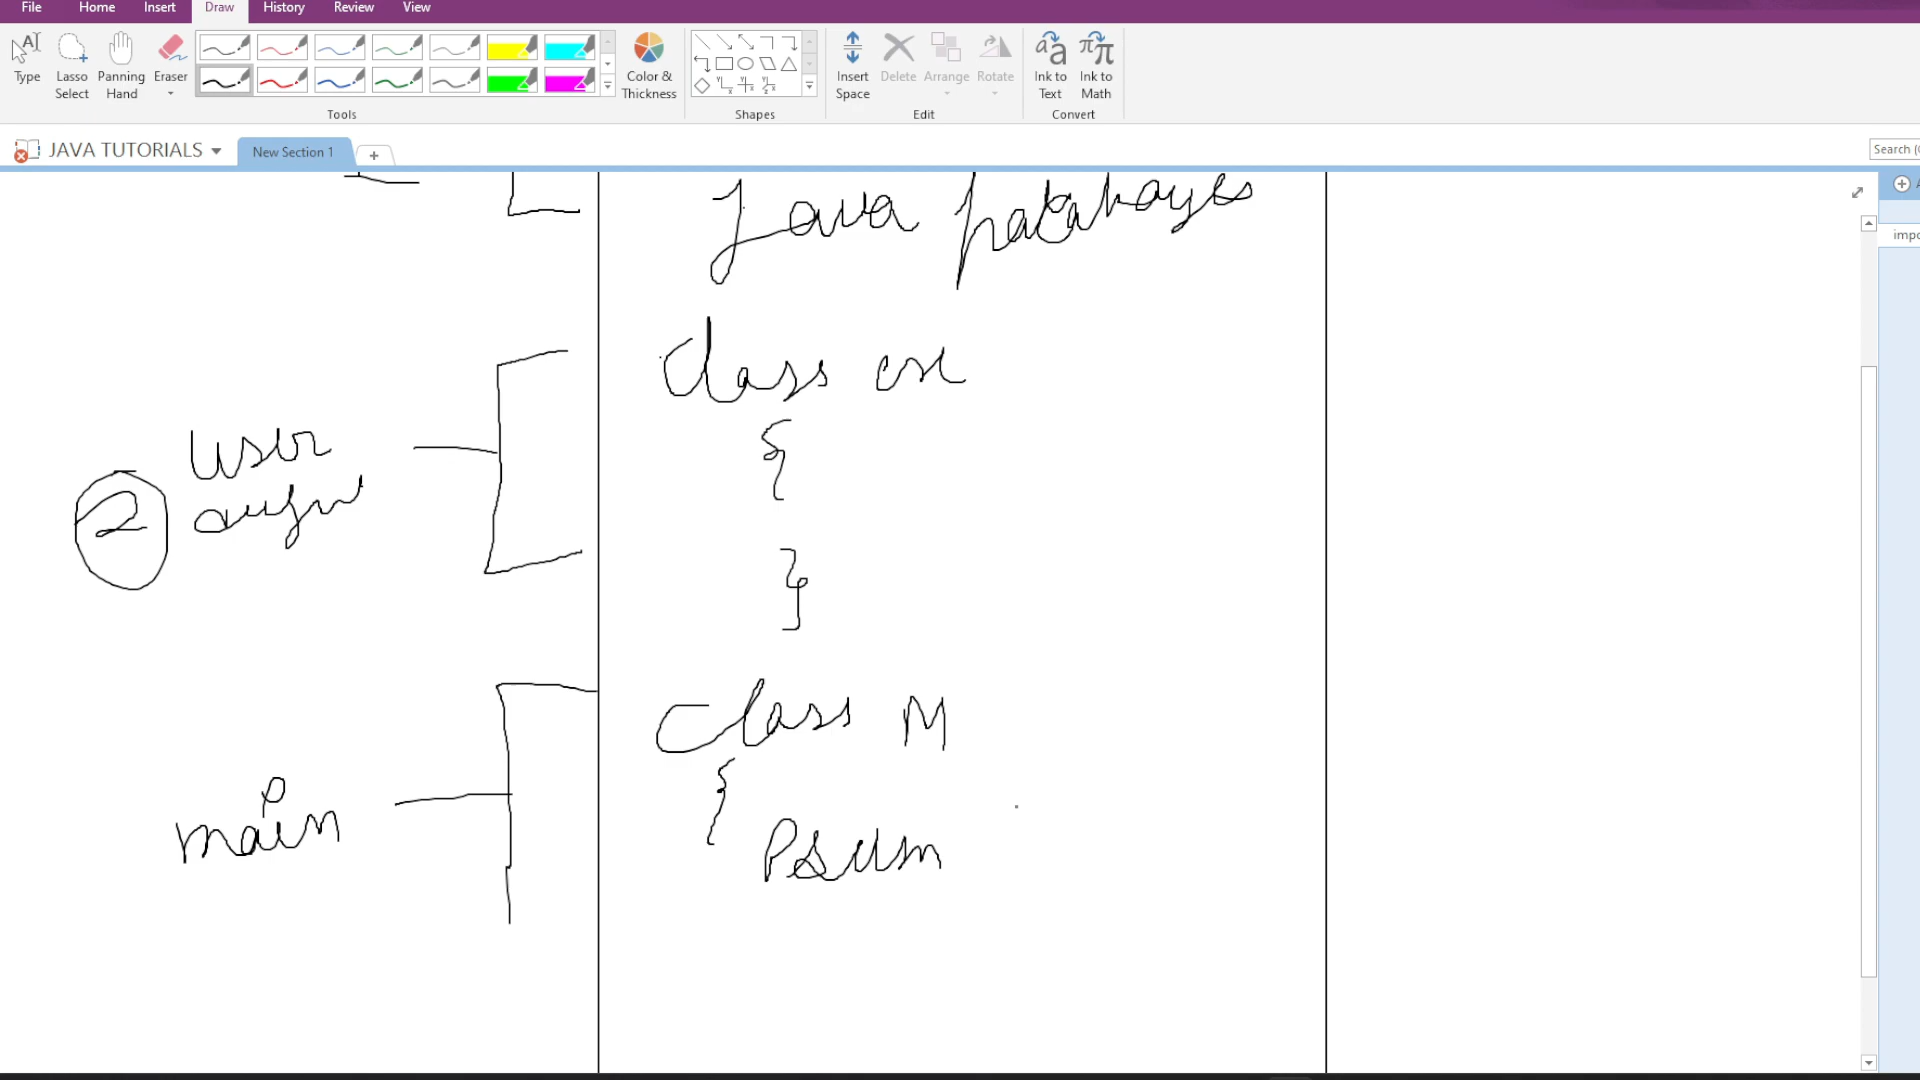 File Home Insert Draw History Review View
Type
Lasso Select
Panning Hand
Eraser
Color & Thickness
Insert Space
Delete
Arrange
Rotate
Ink to Text
Ink to Math
Tools
Shapes
Edit
Convert
JAVA TUTORIALS
New Section 1
Search (
impo
Java
class
{
2
user
}
class M
{
main
Psvm